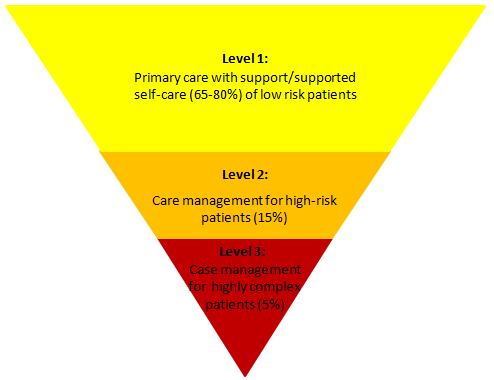 Level 1:
Primary care with support/supported
self-care (65-80%) of low risk patients
Level 2:
Care management for high-risk
patients (15%)
Level 3:
Case management
for highly complex
patients (5%)